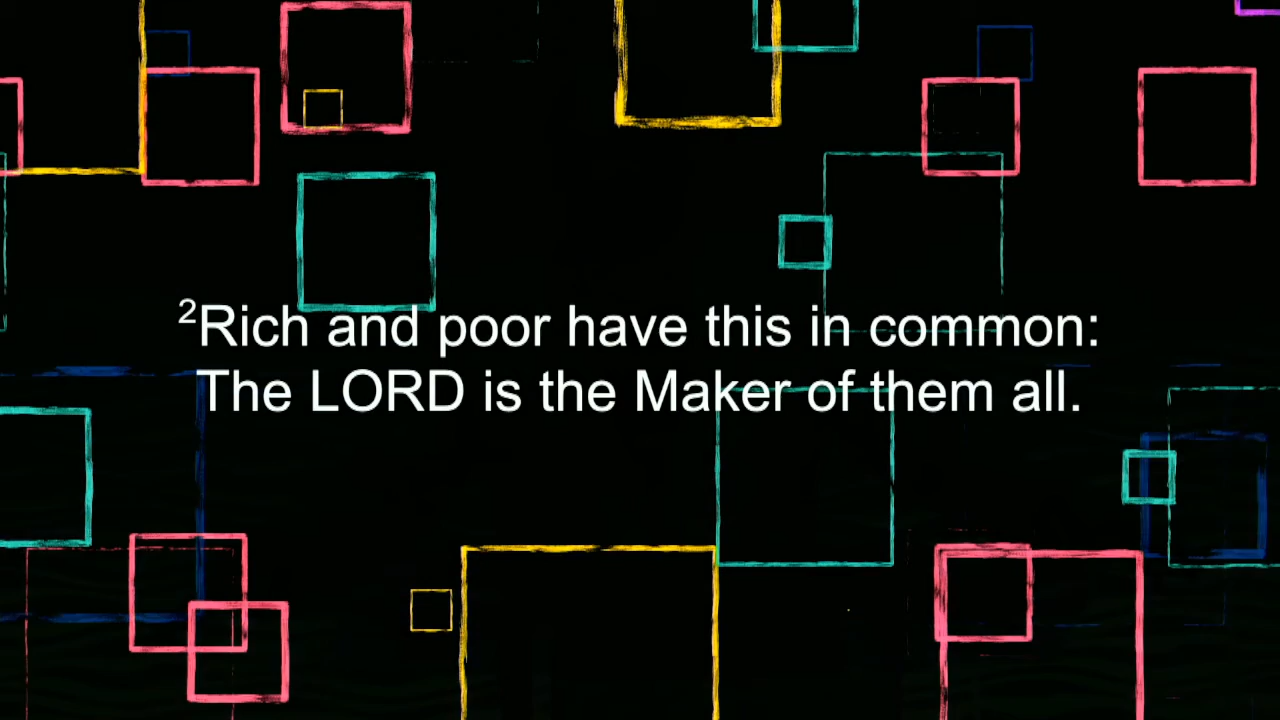 ²Rich and poor have this in common:
The LORD is the Maker of them all.